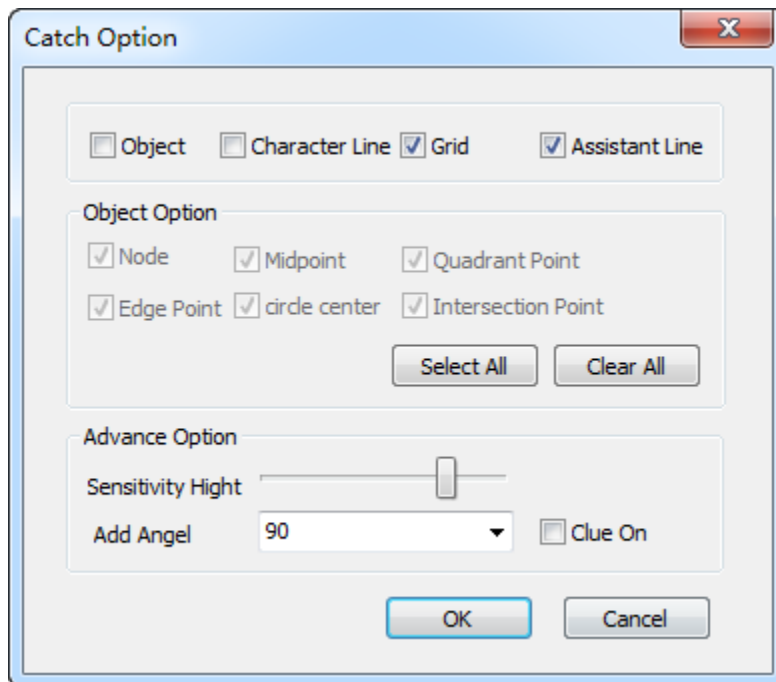 Catch Option
Object Character Line Grid Assistant Line
Object Option
Node Midpoint Quadrant Point
Edge Point circle center Intersection Point
Select All Clear All
Advance Option
Sensitivity Hight
Add Angel 90 Clue On
OK Cancel